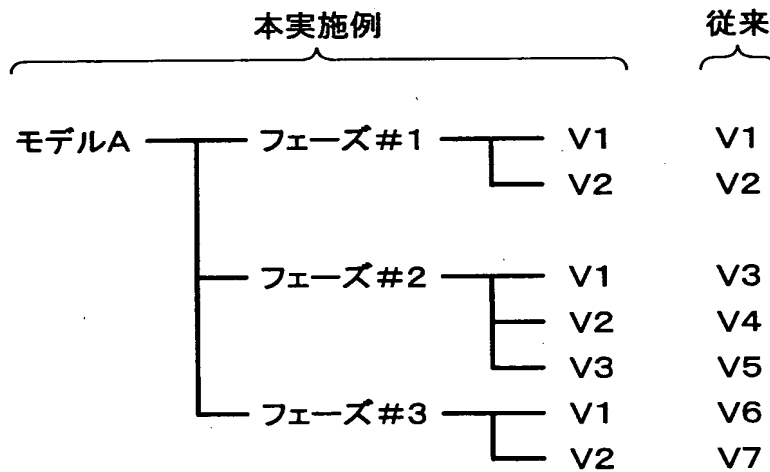 本実施例 従来
モデルA フェーズ#1 V1 V1
V2 V2
フェーズ#2 V1 V3
V2 V4
V3 V5
フェーズ#3 V1 V6
V2 V7